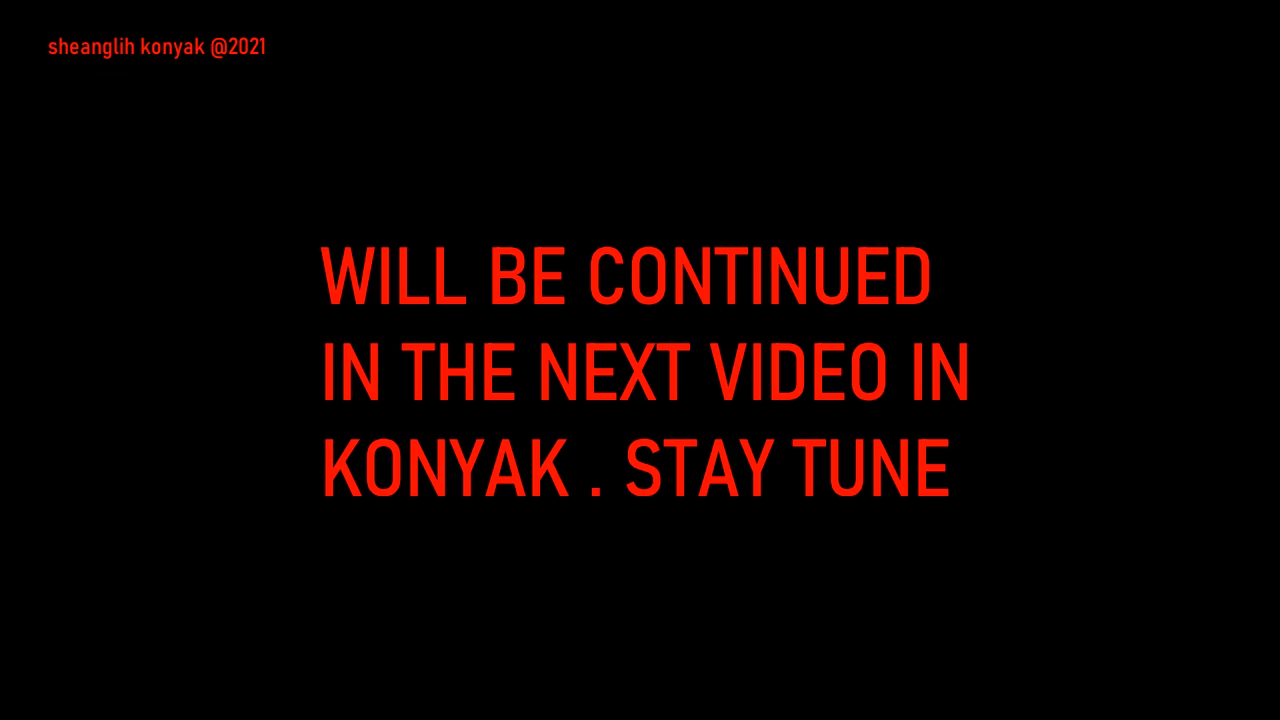 sheanglih konyak @2021
WILL BE CONTINUED
IN THE NEXT VIDEO IN
KONYAK . STAY TUNE